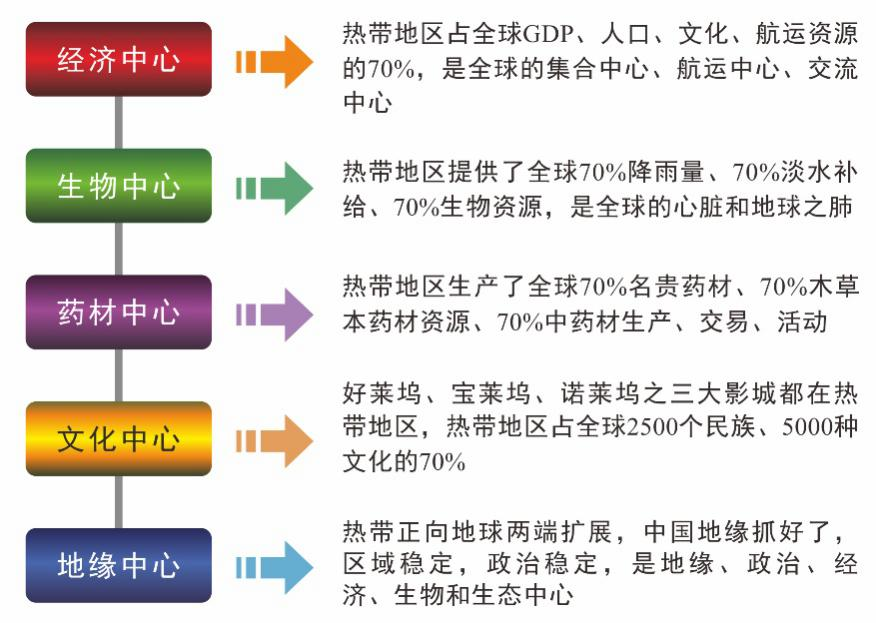 经济中心
热带地区占全球GDP、人口、文化、航运资源
的70%，是全球的集合中心、航运中心、交流
中心
生物中心
热带地区提供了全球70%降雨量、70%淡水补
给、70%生物资源，是全球的心脏和地球之肺
药材中心
热带地区生产了全球70%名贵药材、70%木草
本药材资源、70%中药材生产、交易、活动
文化中心
好莱坞、宝莱坞、诺莱坞之三大影城都在热
带地区，热带地区占全球2500个民族、5000种
文化的70%
地缘中心
热带正向地球两端扩展，中国地缘抓好了，
区域稳定，政治稳定，是地缘、政治、经
济、生物和生态中心